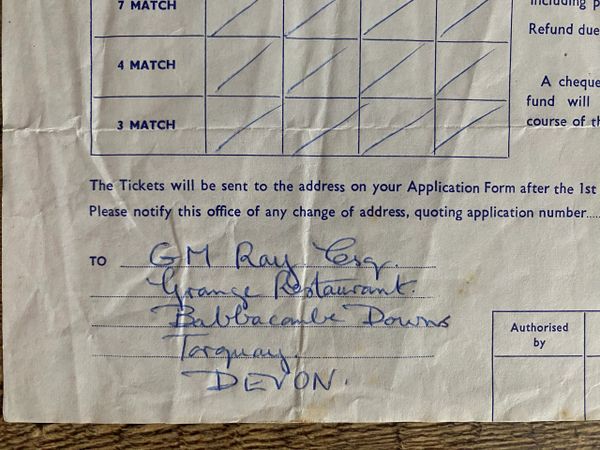 7 MATCH
including p
Refund due
4 MATCH
A cheque
fund will
3 MATCH
course of th
The Tickets will be sent to the address on your Application Form after the 1st
Please notify this office of any change of address, quoting application number.....
TO GM Ray Esq.
Grange Restaurant.
Babbacombe Downs
Torquay.
DEVON.
Authorised
by